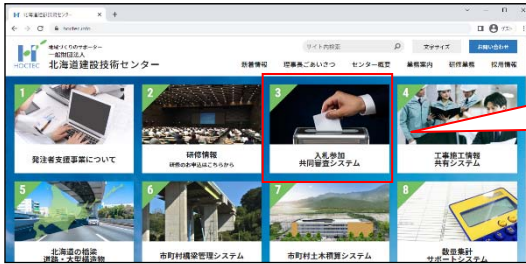 北海道建設技術センター
hoctec.info
地域づくりのサポーター
一般財団法人
HOCTEC 北海道建設技術センター
サイト内検索
文字サイズ
お問い合わせ
新着情報 理事長ごあいさつ センター概要 業務案内 研修業務 採用情報
1
発注者支援事業について
2
研修情報
研修のお申込はこちらから
3
入札参加
共同審査システム
4
工事施工情報
共有システム
5
北海道の橋梁
道路・大型構造物
6
市町村橋梁管理システム
7
市町村土木積算システム
8
数量集計
サポートシステム